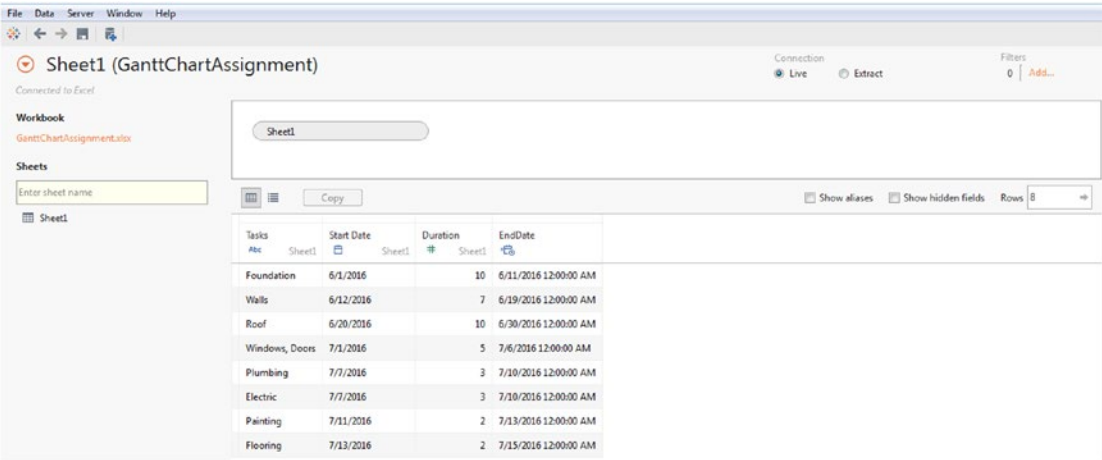 File Data Server Window Help
Sheet1 (GanttChartAssignment)
Connected to Excel
Connection
Live Extract
Filters
0 Add...
Workbook
GanttChartAssignment.xlsx
Sheets
Enter sheet name
Sheet1
Sheet1
Copy
Show aliases Show hidden fields Rows 8
Tasks Start Date Duration EndDate
Abc Sheet1 Sheet1 # Sheet1
Foundation 6/1/2016 10 6/11/2016 12:00:00 AM
Walls 6/12/2016 7 6/19/2016 12:00:00 AM
Roof 6/20/2016 10 6/30/2016 12:00:00 AM
Windows, Doors 7/1/2016 5 7/6/2016 12:00:00 AM
Plumbing 7/7/2016 3 7/10/2016 12:00:00 AM
Electric 7/7/2016 3 7/10/2016 12:00:00 AM
Painting 7/11/2016 2 7/13/2016 12:00:00 AM
Flooring 7/13/2016 2 7/15/2016 12:00:00 AM